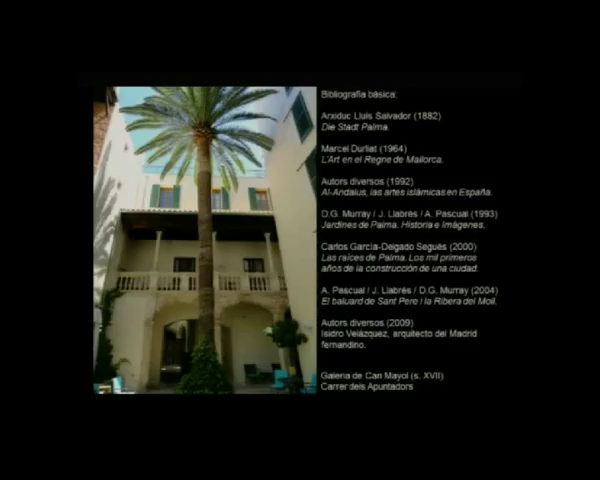 Bibliografia bàsica:
Arxiduc Lluís Salvador (1882)
Die Stadt Palma.
Marcel Durliat (1964)
L'Art en el Regne de Mallorca.
Autors diversos (1992)
Al-Andalus, las artes islámicas en España.
D.G. Murray / J. Llabrés / A. Pascual (1993)
Jardines de Palma. Historia e Imágenes.
Carlos García-Delgado Segués (2000)
Las raíces de Palma. Los mil primeros
años de la construcción de una ciudad.
A. Pascual / J. Llabrés / D.G. Murray (2004)
El baluard de Sant Pere i la Ribera del Moll.
Autors diversos (2009)
Isidro Velázquez, arquitecto del Madrid
fernandino.
Galeria de Can Mayol (s. XVII)
Carrer dels Apuntadors